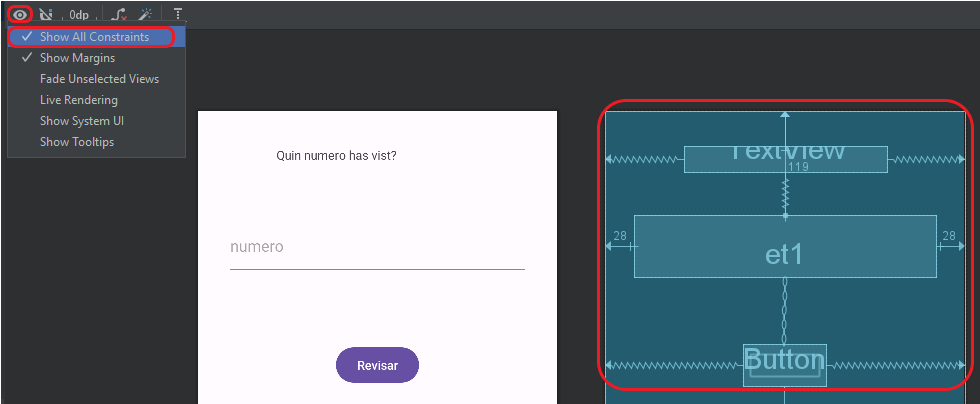 0dp
Show All Constraints
Show Margins
Fade Unselected Views
Live Rendering
Show System UI
Show Tooltips
Quin numero has vist?
numero
Revisar
TextView
119
28
28
et1
Button